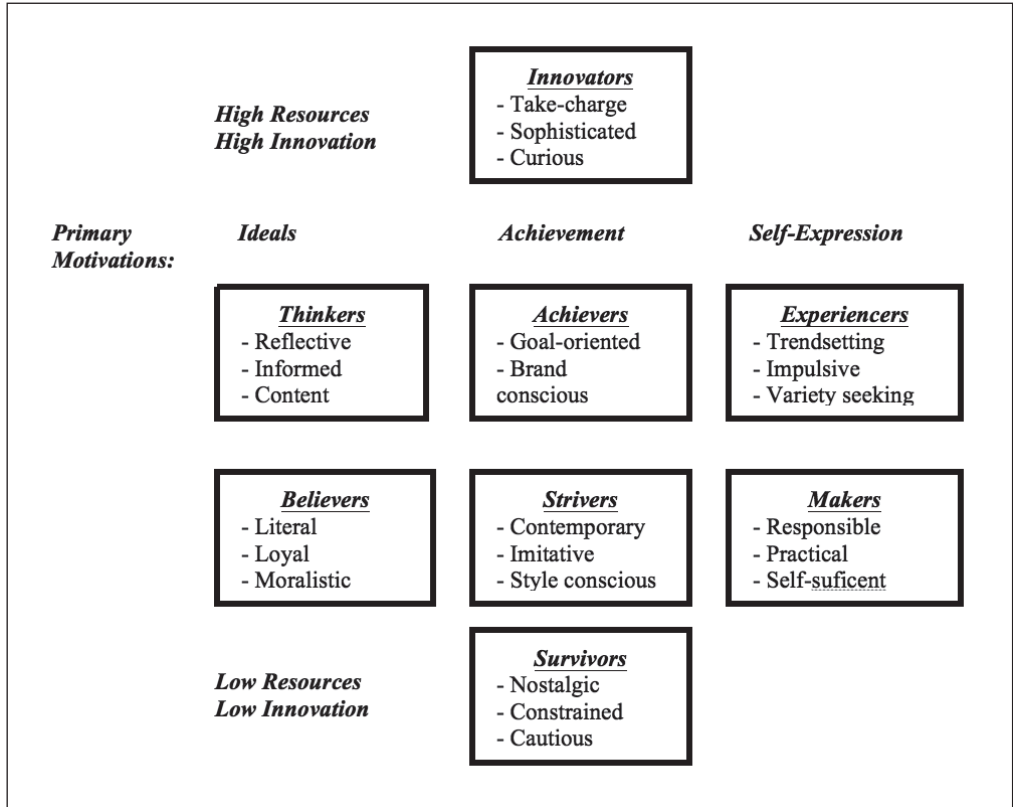 Innovators
- Take-charge
- Sophisticated
- Curious
High Resources
High Innovation
Primary
Motivations:
Ideals
Achievement
Self-Expression
Thinkers
- Reflective
- Informed
- Content
Achievers
- Goal-oriented
- Brand
conscious
Experiencers
- Trendsetting
- Impulsive
- Variety seeking
Believers
- Literal
- Loyal
- Moralistic
Strivers
- Contemporary
- Imitative
- Style conscious
Makers
- Responsible
- Practical
- Self-suficent
Low Resources
Low Innovation
Survivors
- Nostalgic
- Constrained
- Cautious